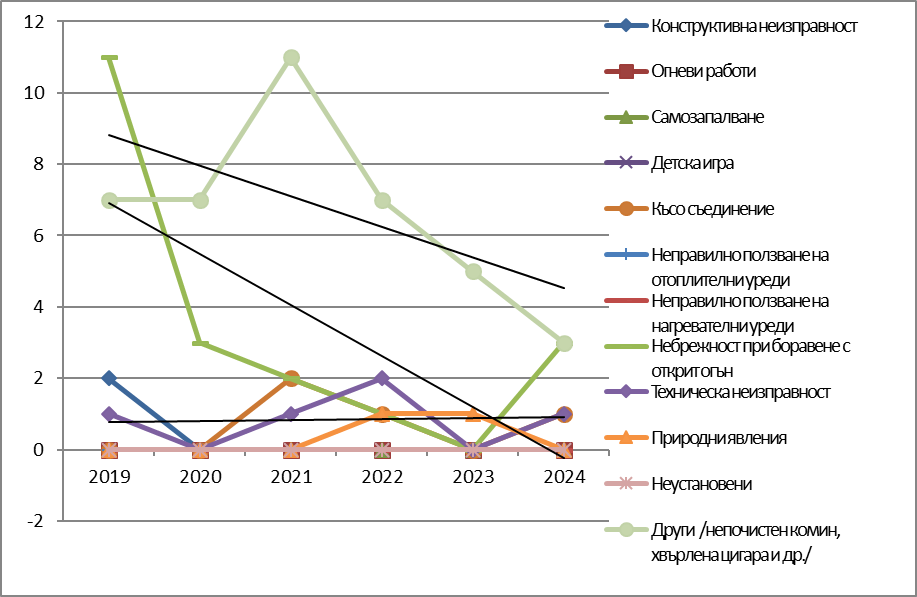 12
10
8
6
4
2
0
-2
2019 2020 2021 2022 2023 2024
Конструктивна неизправност
Огневи работи
Самозапалване
Детска игра
Късо съединение
Неправилно ползване на
отоплителни уреди
Неправилно ползване на
нагревателни уреди
Небрежност при боравене с
открит огън
Техническа неизправност
Природни явления
Неустановени
Други /непочистен комин,
хвърлена цигара и др./